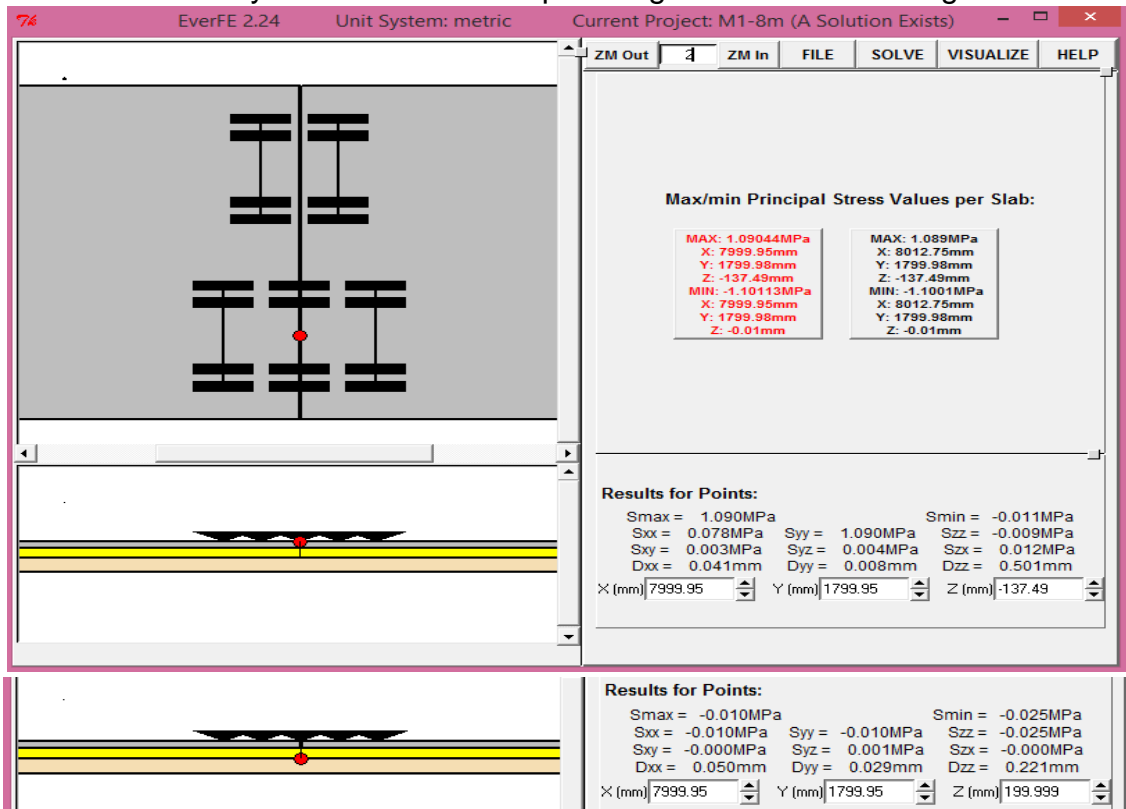 EverFE 2.24 Unit System: metric Current Project: M1-8m (A Solution Exists)
ZM Out 2 ZM In FILE SOLVE VISUALIZE HELP
Max/min Principal Stress Values per Slab:
MAX: 1.09044MPa
X: 7999.95mm
Y: 1799.98mm
Z: -137.49mm
MIN: -1.10113MPa
X: 7999.95mm
Y: 1799.98mm
Z: -0.01mm
MAX: 1.089MPa
X: 8012.75mm
Y: 1799.98mm
Z: -137.49mm
MIN: -1.1001MPa
X: 8012.75mm
Y: 1799.98mm
Z: -0.01mm
Results for Points:
Smax = 1.090MPa Smin = -0.011MPa
Sxx = 0.078MPa Syy = 1.090MPa Szz = -0.009MPa
Sxy = 0.003MPa Syz = 0.004MPa Szx = 0.012MPa
Dxx = 0.041mm Dyy = 0.008mm Dzz = 0.501mm
X (mm) 7999.95 Y (mm) 1799.95 Z (mm) -137.49
Results for Points:
Smax = -0.010MPa Smin = -0.025MPa
Sxx = -0.010MPa Syy = -0.010MPa Szz = -0.025MPa
Sxy = -0.000MPa Syz = 0.001MPa Szx = -0.000MPa
Dxx = 0.050mm Dyy = 0.029mm Dzz = 0.221mm
X (mm) 7999.95 Y (mm) 1799.95 Z (mm) 199.999